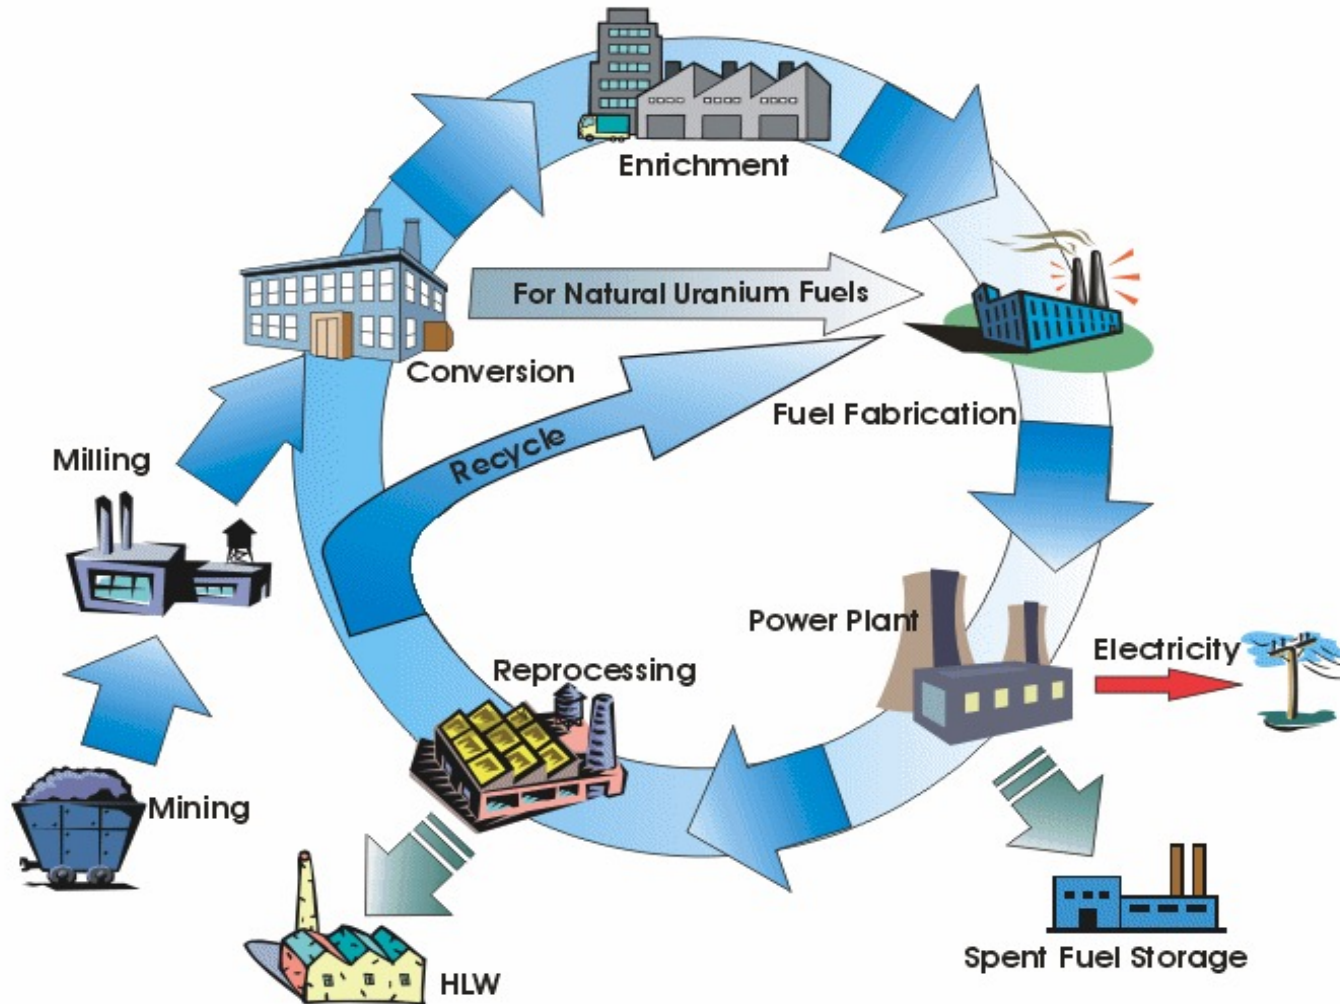 Enrichment
For Natural Uranium Fuels
Conversion
Fuel Fabrication
Recycle
Milling
Power Plant
Electricity
Reprocessing
Mining
Spent Fuel Storage
HLW